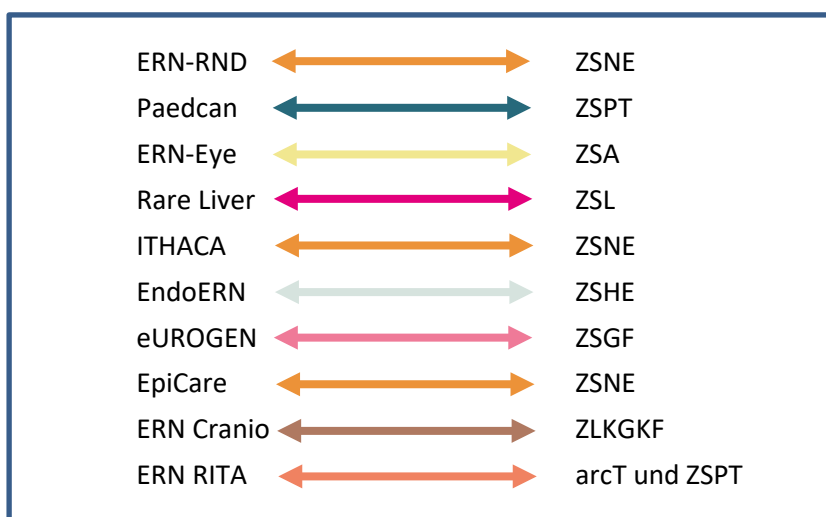 ERN-RND ZSNE
Paedcan ZSPT
ERN-Eye ZSA
Rare Liver ZSL
ITHACA ZSNE
EndoERN ZSHE
eUROGEN ZSGF
EpiCare ZSNE
ERN Cranio ZLKGKF
ERN RITA arcT und ZSPT